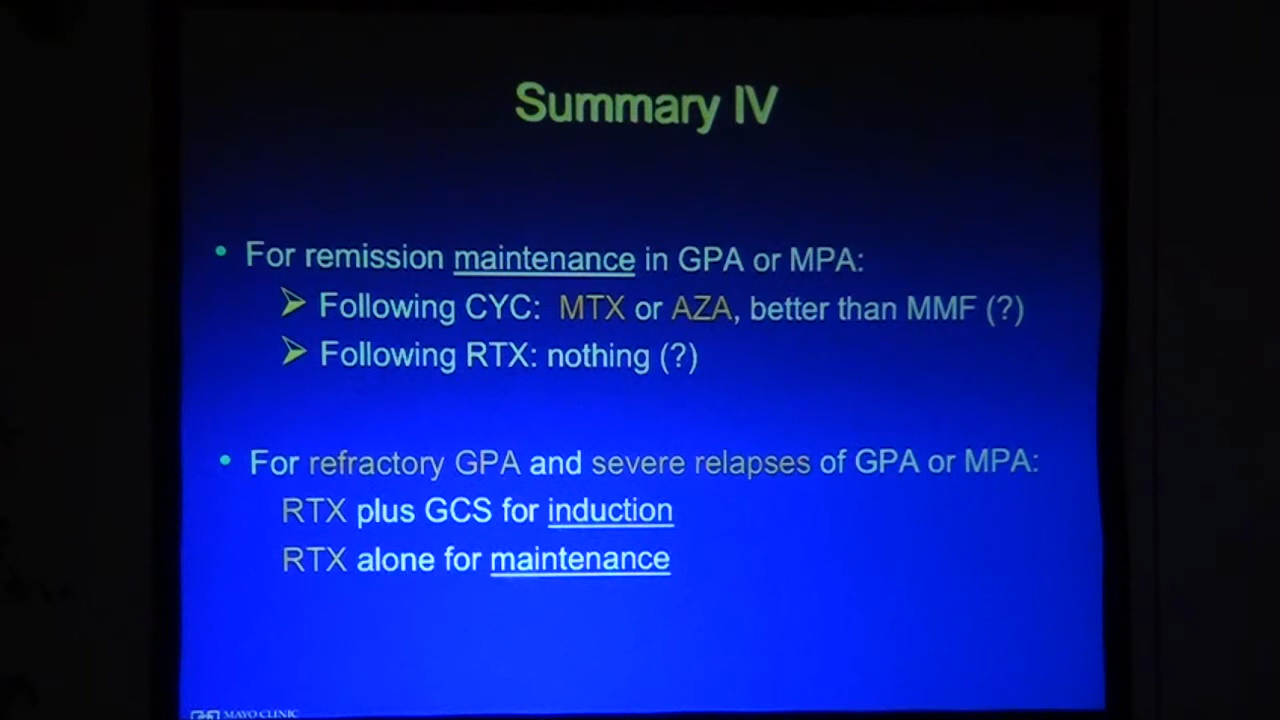 Summary IV
• For remission maintenance in GPA or MPA:
➢ Following CYC: MTX or AZA, better than MMF (?)
➢ Following RTX: nothing (?)
• For refractory GPA and severe relapses of GPA or MPA:
RTX plus GCS for induction
RTX alone for maintenance
MAYO CLINIC